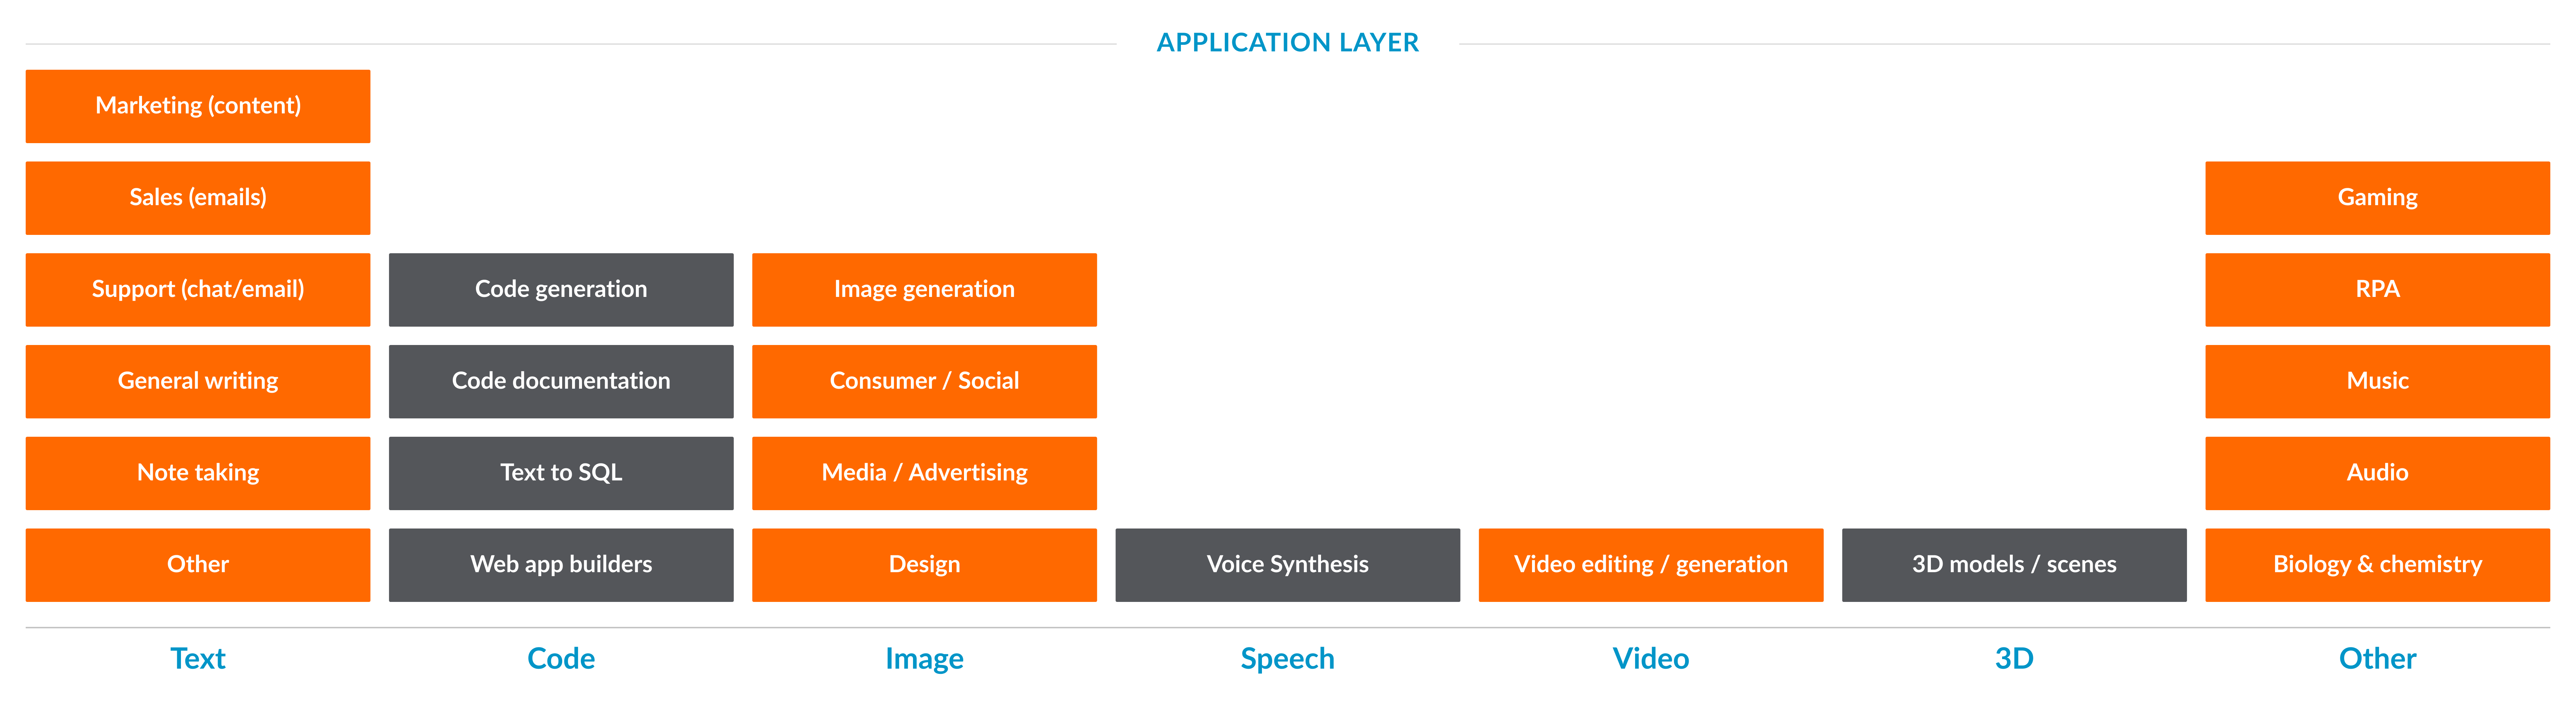 APPLICATION LAYER
Marketing (content)
Sales (emails)
Gaming
Support (chat/email)
Code generation
Image generation
RPA
General writing
Code documentation
Consumer / Social
Music
Note taking
Text to SQL
Media / Advertising
Audio
Other
Web app builders
Design
Voice Synthesis
Video editing / generation
3D models / scenes
Biology & chemistry
Text
Code
Image
Speech
Video
3D
Other